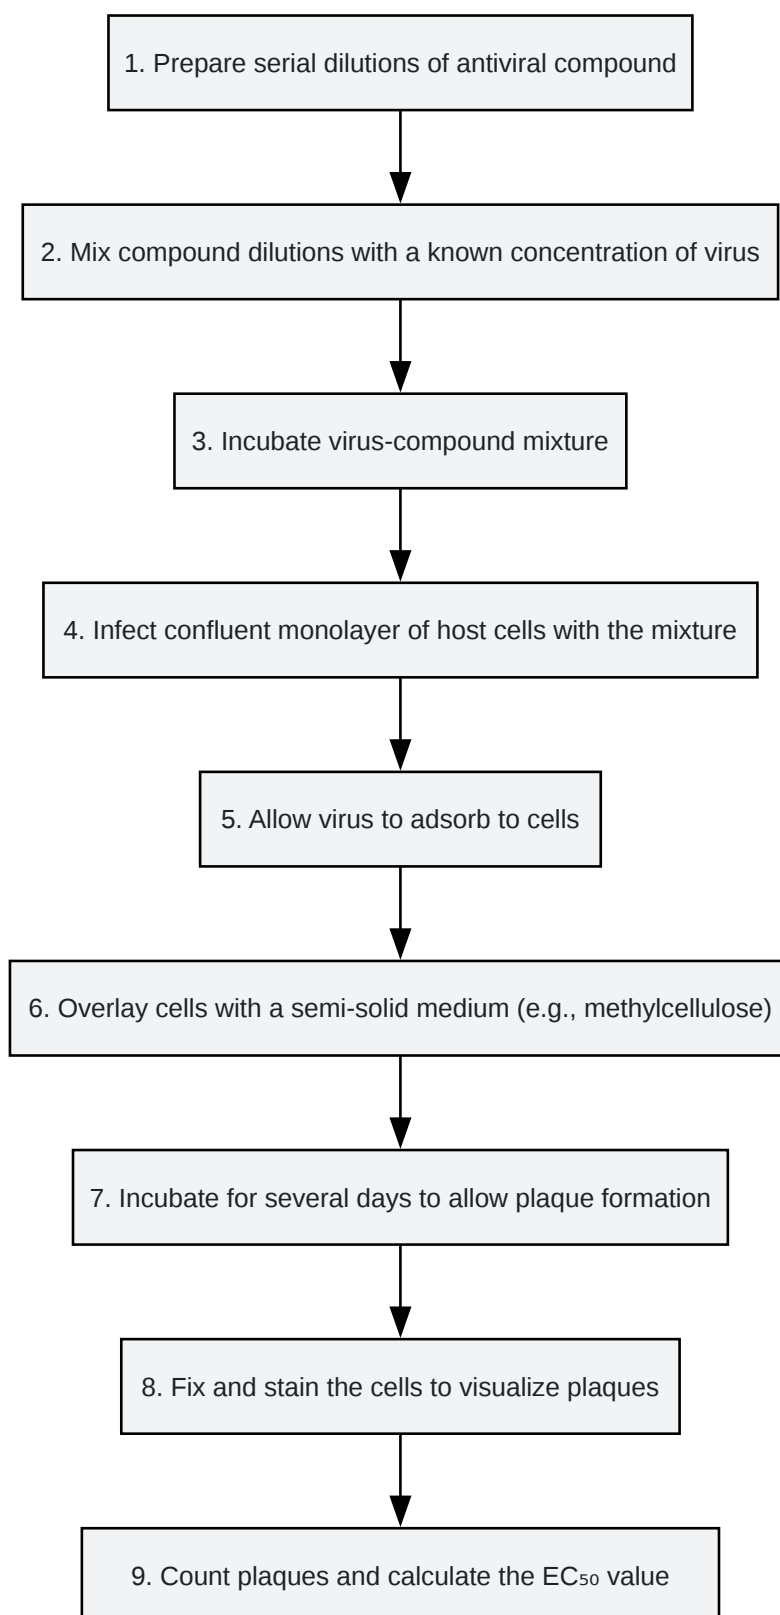 1. Prepare serial dilutions of antiviral compound
2. Mix compound dilutions with a known concentration of virus
3. Incubate virus-compound mixture
4. Infect confluent monolayer of host cells with the mixture
5. Allow virus to adsorb to cells
6. Overlay cells with a semi-solid medium (e.g., methylcellulose)
7. Incubate for several days to allow plaque formation
8. Fix and stain the cells to visualize plaques
9. Count plaques and calculate the EC₅₀ value